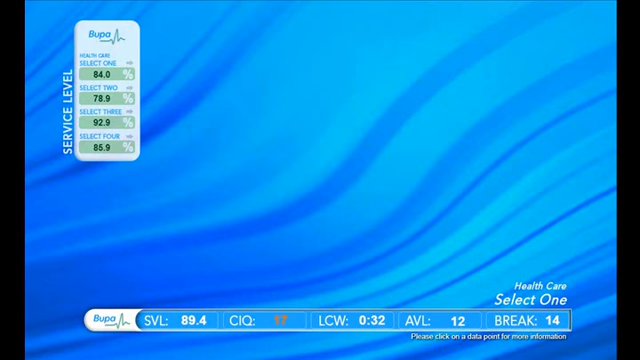 Bupa
HEALTH CARE
SELECT ONE
84.0 %
SELECT TWO
78.9 %
SELECT THREE
92.9 %
SELECT FOUR
85.9 %
SERVICE LEVEL
Health Care
Select One
Bupa SVL: 89.4 CIQ: 17 LCW: 0:32 AVL: 12 BREAK: 14
Please click on a data point for more information